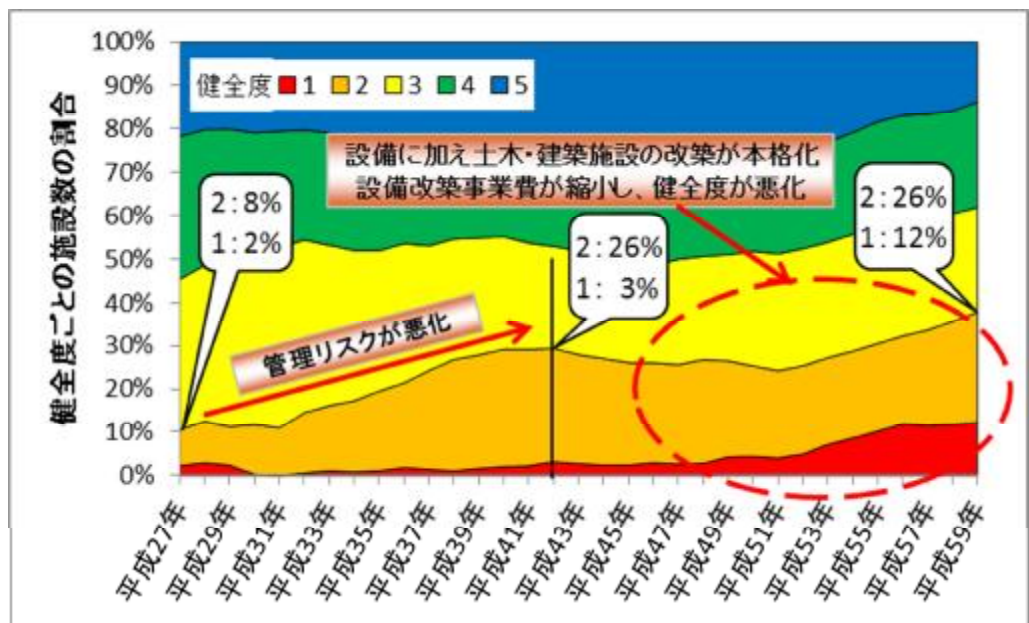 健全度ごとの施設数の割合
100%
90%
80%
70%
60%
50%
40%
30%
20%
10%
0%
健全度 1 2 3 4 5
設備に加え土木・建築施設の改築が本格化
設備改築事業費が縮小し、健全度が悪化
2:8%
1:2%
2:26%
1: 3%
2:26%
1:12%
管理リスクが悪化
平成27年
平成29年
平成31年
平成33年
平成35年
平成37年
平成39年
平成41年
平成43年
平成45年
平成47年
平成49年
平成51年
平成53年
平成55年
平成57年
平成59年